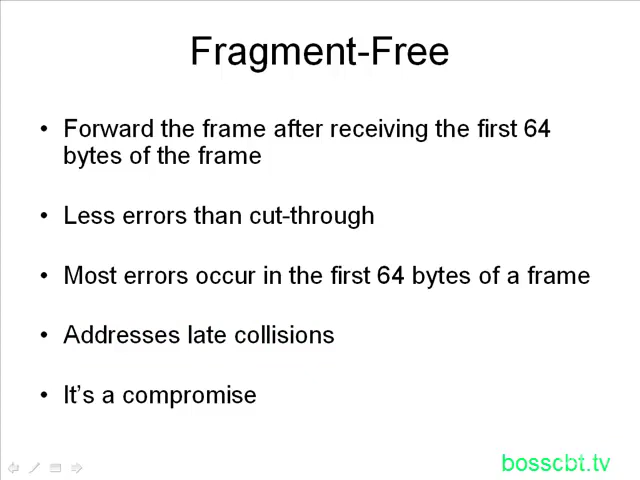 Fragment-Free
• Forward the frame after receiving the first 64
bytes of the frame
• Less errors than cut-through
• Most errors occur in the first 64 bytes of a frame
• Addresses late collisions
• It's a compromise
bosscbt.tv